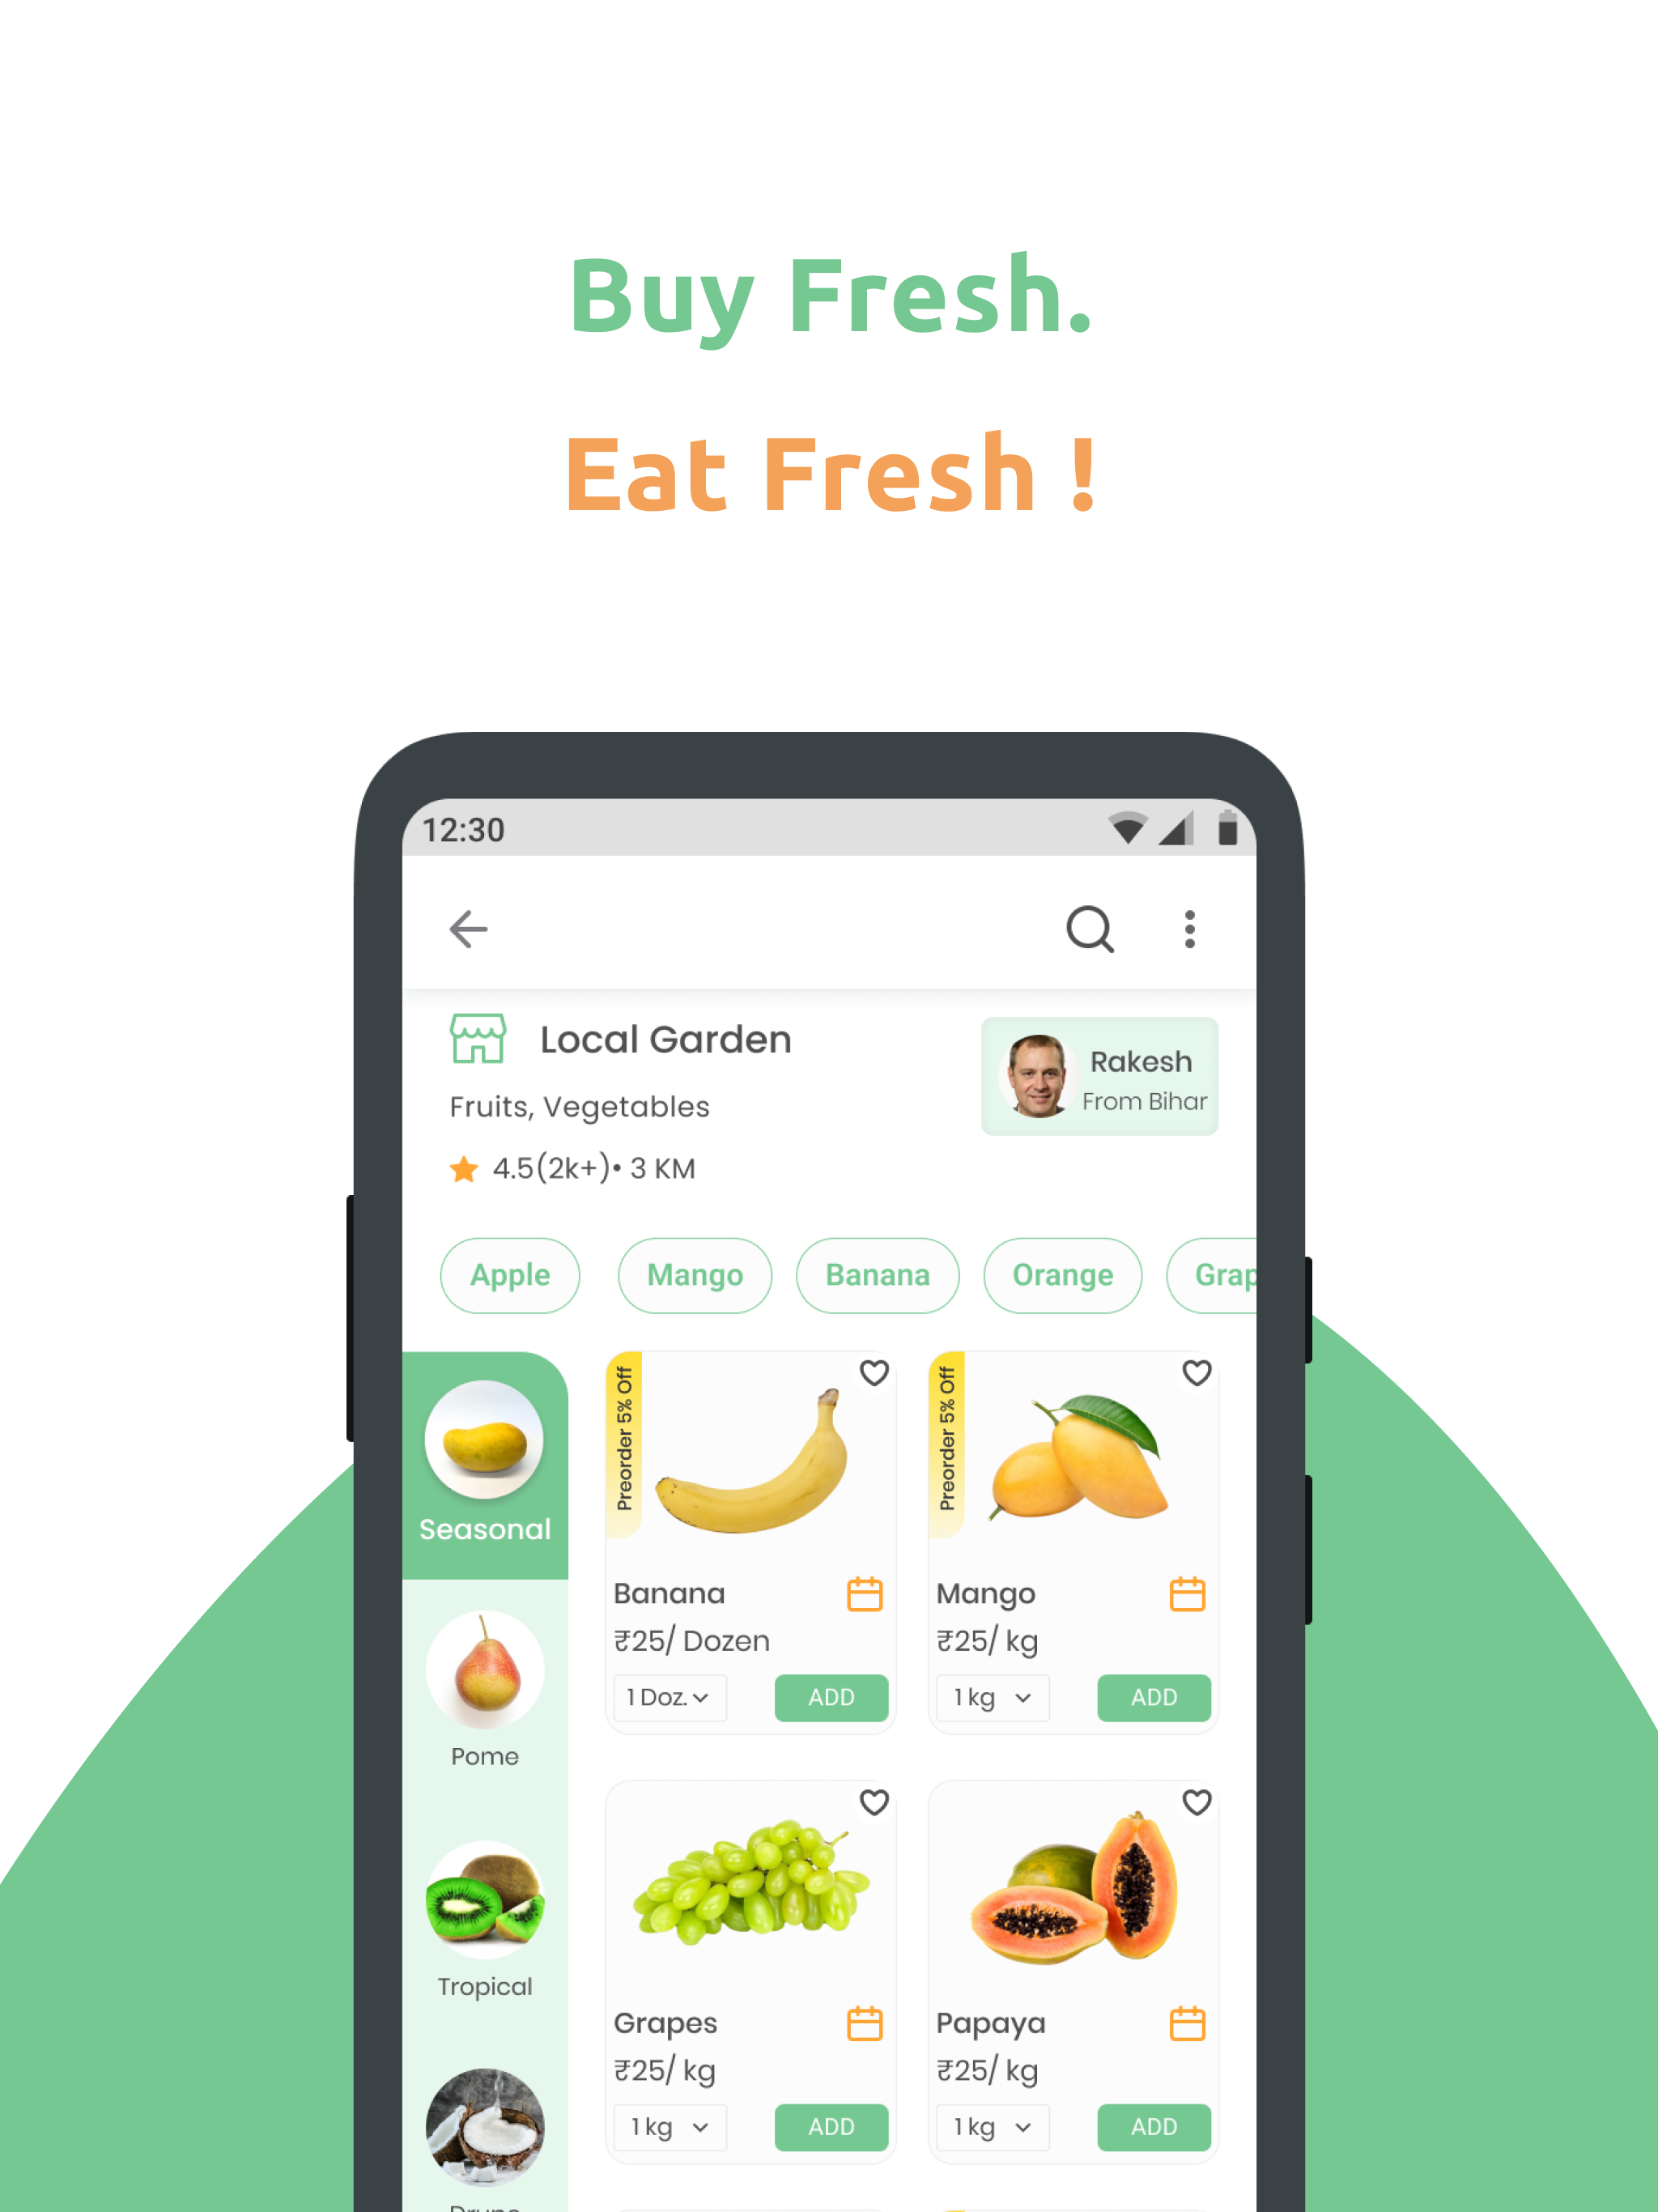 Buy Fresh.
Eat Fresh !
12:30
Local Garden
Rakesh
From Bihar
Fruits, Vegetables
4.5(2k+)• 3 KM
Apple
Mango
Banana
Orange
Grap
Seasonal
Pome
Tropical
Preorder 5% Off
Banana
₹25/ Dozen
1 Doz.
ADD
Preorder 5% Off
Mango
₹25/ kg
1 kg
ADD
Grapes
₹25/ kg
1 kg
ADD
Papaya
₹25/ kg
1 kg
ADD